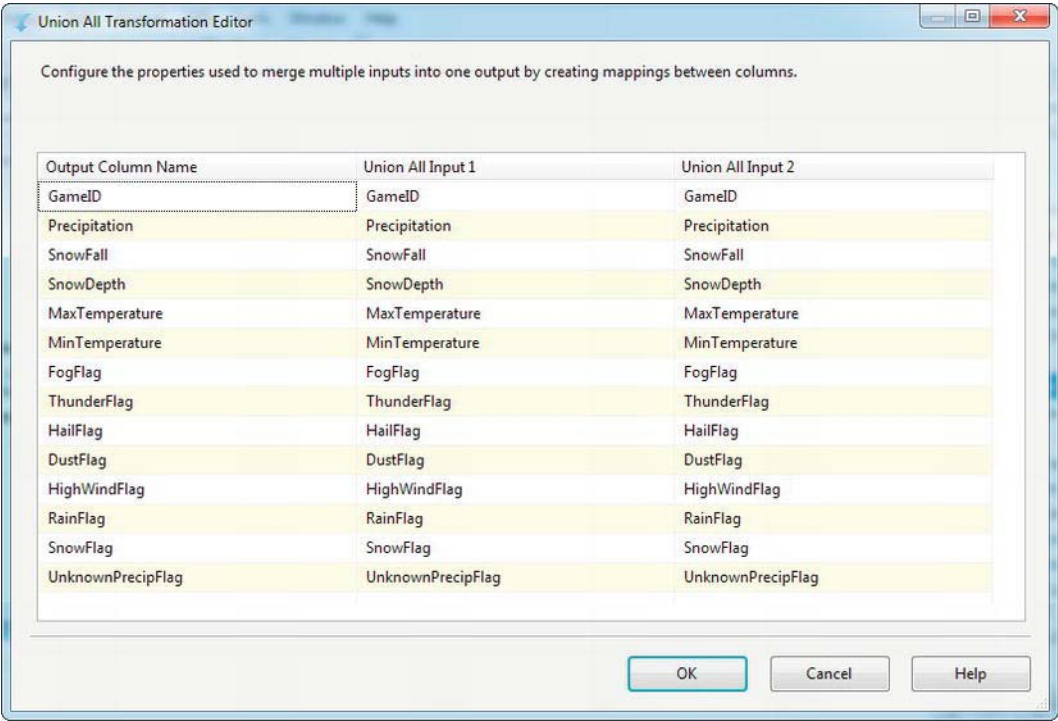 Union All Transformation Editor
Configure the properties used to merge multiple inputs into one output by creating mappings between columns.
Output Column Name Union All Input 1 Union All Input 2
GameID GameID GameID
Precipitation Precipitation Precipitation
SnowFall SnowFall SnowFall
SnowDepth SnowDepth SnowDepth
MaxTemperature MaxTemperature MaxTemperature
MinTemperature MinTemperature MinTemperature
FogFlag FogFlag FogFlag
ThunderFlag ThunderFlag ThunderFlag
HailFlag HailFlag HailFlag
DustFlag DustFlag DustFlag
HighWindFlag HighWindFlag HighWindFlag
RainFlag RainFlag RainFlag
SnowFlag SnowFlag SnowFlag
UnknownPrecipFlag UnknownPrecipFlag UnknownPrecipFlag
OK Cancel Help